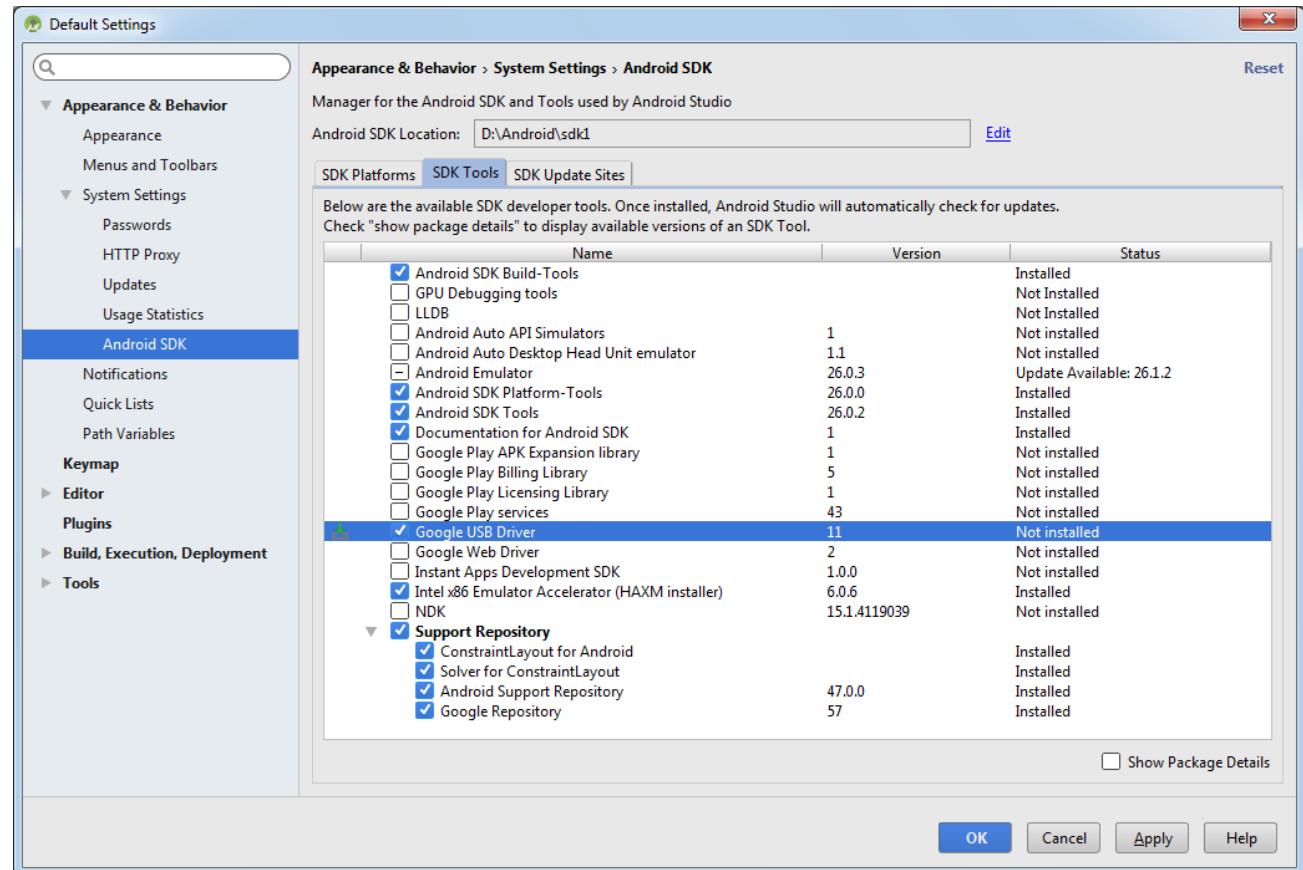 Default Settings
Appearance & Behavior › System Settings › Android SDK
Reset
Appearance & Behavior
Appearance
Menus and Toolbars
System Settings
Passwords
HTTP Proxy
Updates
Usage Statistics
Android SDK
Notifications
Quick Lists
Path Variables
Keymap
Editor
Plugins
Build, Execution, Deployment
Tools
Manager for the Android SDK and Tools used by Android Studio
Android SDK Location: D:\Android\sdk1 Edit
SDK Platforms SDK Tools SDK Update Sites
Below are the available SDK developer tools. Once installed, Android Studio will automatically check for updates.
Check "show package details" to display available versions of an SDK Tool.
Name Version Status
Android SDK Build-Tools Installed
GPU Debugging tools Not Installed
LLDB Not Installed
Android Auto API Simulators 1 Not installed
Android Auto Desktop Head Unit emulator 1.1 Not installed
Android Emulator 26.0.3 Update Available: 26.1.2
Android SDK Platform-Tools 26.0.0 Installed
Android SDK Tools 26.0.2 Installed
Documentation for Android SDK 1 Installed
Google Play APK Expansion library 1 Not installed
Google Play Billing Library 5 Not installed
Google Play Licensing Library 1 Not installed
Google Play services 43 Not installed
Google USB Driver 11 Not installed
Google Web Driver 2 Not installed
Instant Apps Development SDK 1.0.0 Not installed
Intel x86 Emulator Accelerator (HAXM installer) 6.0.6 Installed
NDK 15.1.4119039 Not installed
Support Repository
ConstraintLayout for Android Installed
Solver for ConstraintLayout Installed
Android Support Repository 47.0.0 Installed
Google Repository 57 Installed
Show Package Details
OK Cancel Apply Help